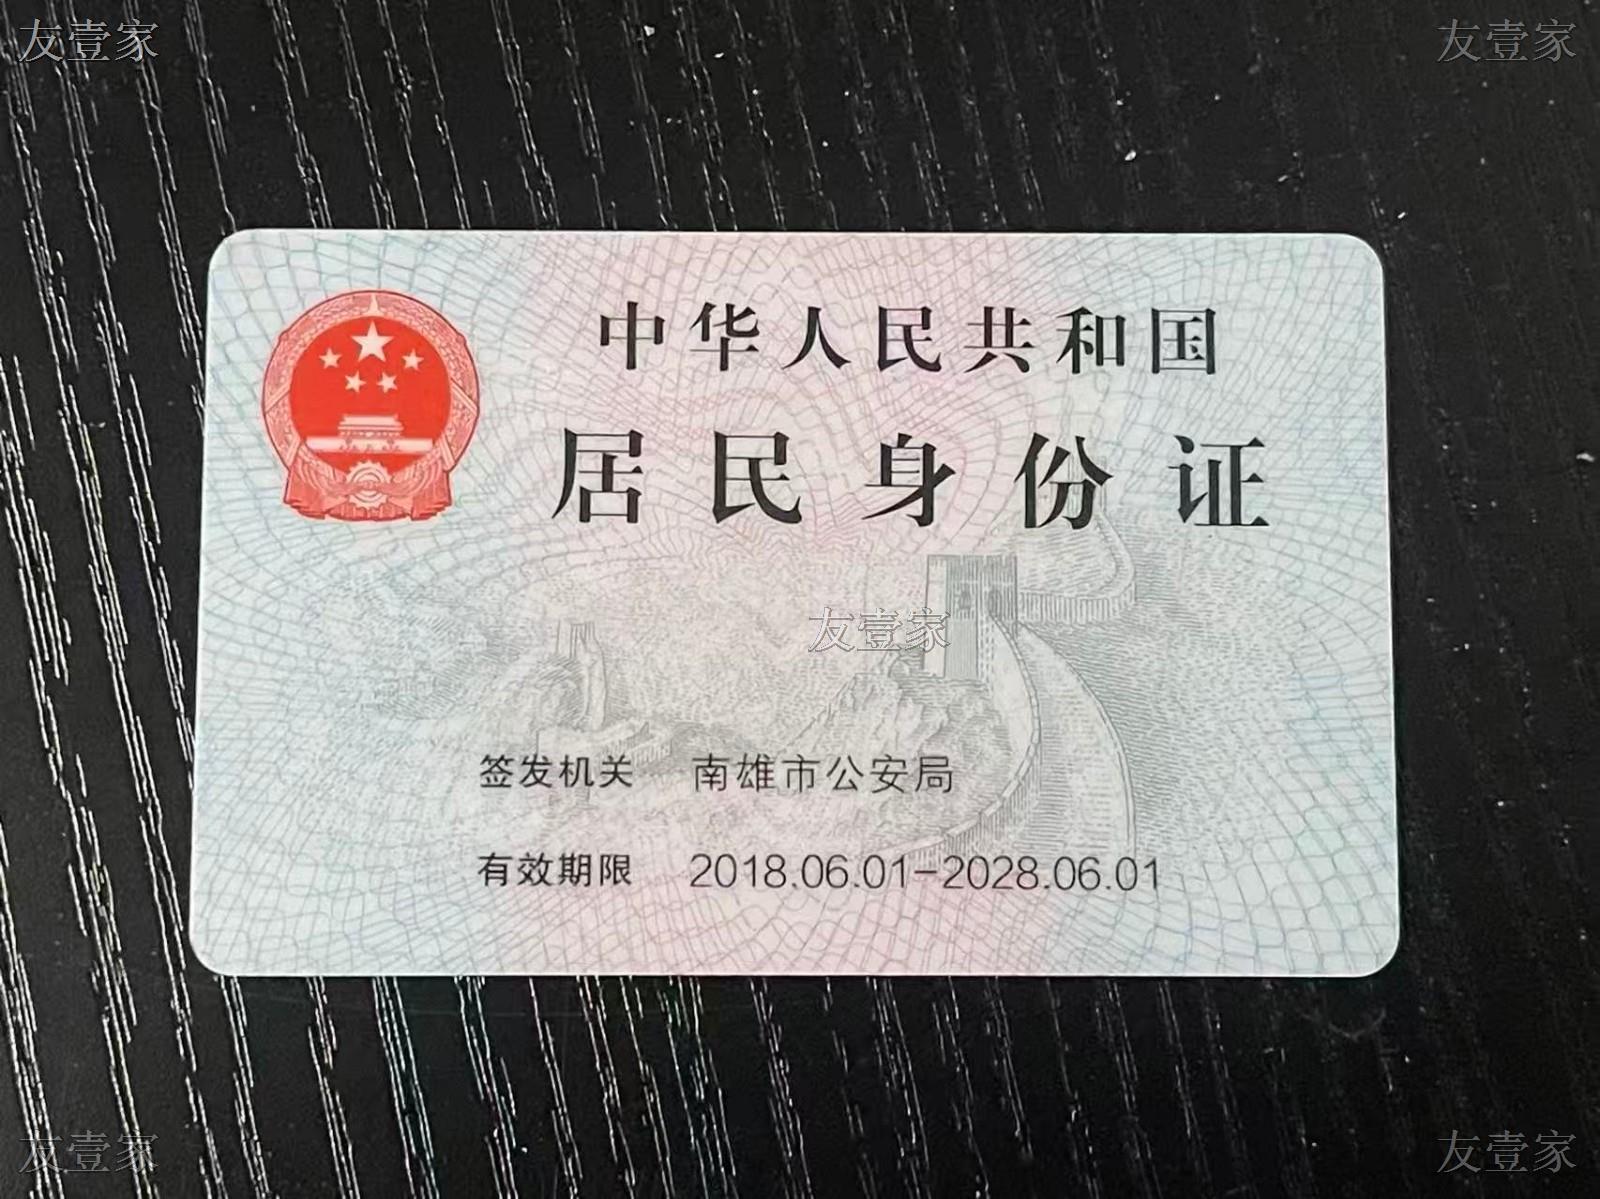 友壹家 友壹家
中华人民共和国
居民身份证
友壹家
签发机关 南雄市公安局
有效期限 2018.06.01-2028.06.01
友壹家 友壹家